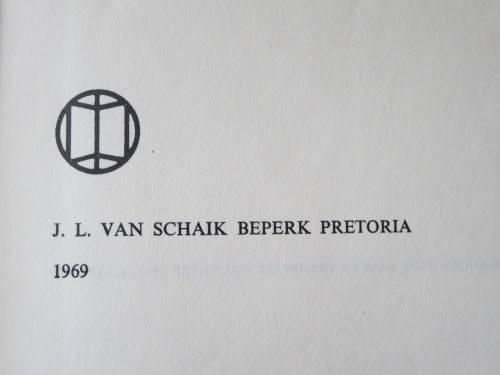 J. L. VAN SCHAIK BEPERK PRETORIA
1969